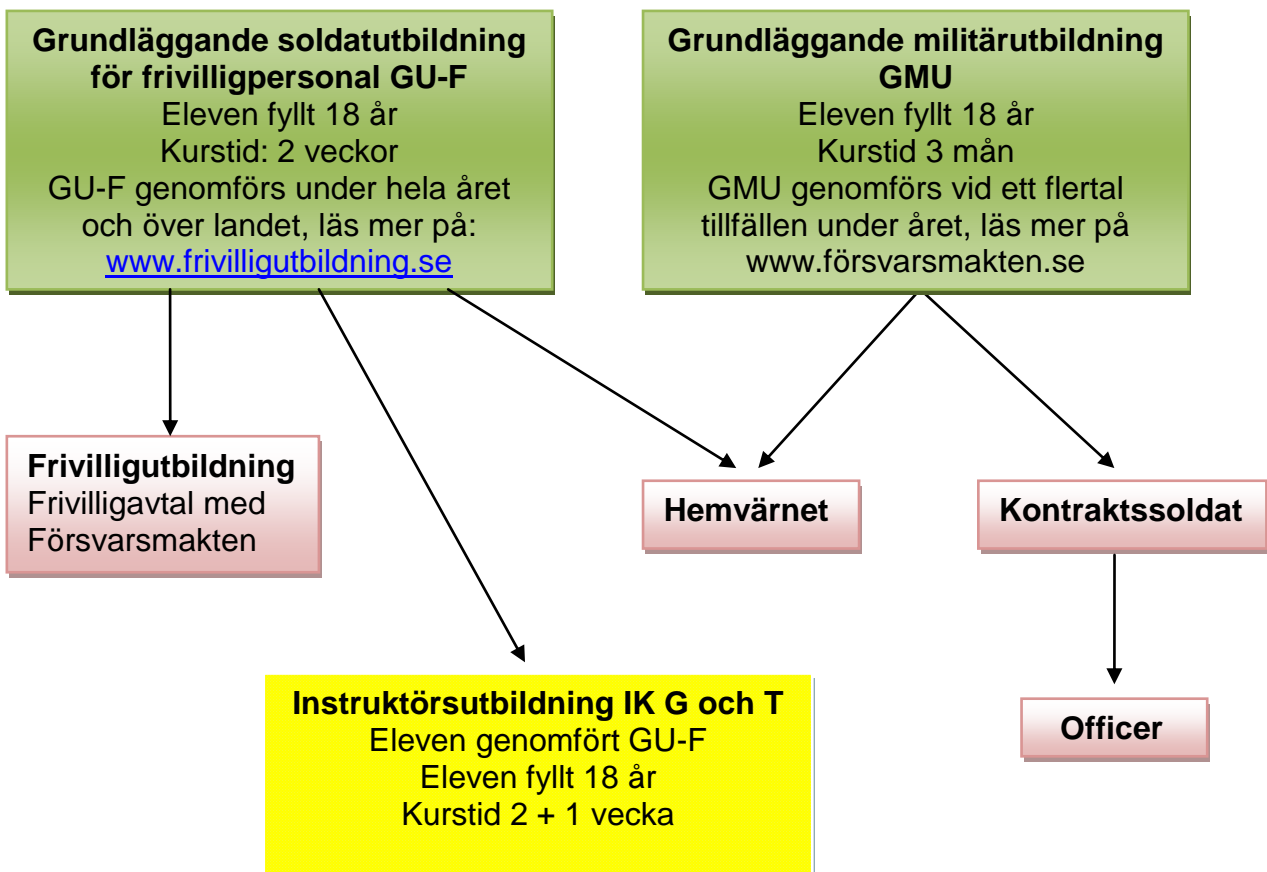 Grundläggande soldatutbildning
för frivilligpersonal GU-F
Eleven fyllt 18 år
Kurstid: 2 veckor
GU-F genomförs under hela året
och över landet, läs mer på:
www.frivilligutbildning.se
Grundläggande militärutbildning
GMU
Eleven fyllt 18 år
Kurstid 3 mån
GMU genomförs vid ett flertal
tillfällen under året, läs mer på
www.försvarsmakten.se
Frivilligutbildning
Frivilligavtal med
Försvarsmakten
Hemvärnet
Kontraktssoldat
Instruktörsutbildning IK G och T
Eleven genomfört GU-F
Eleven fyllt 18 år
Kurstid 2 + 1 vecka
Officer